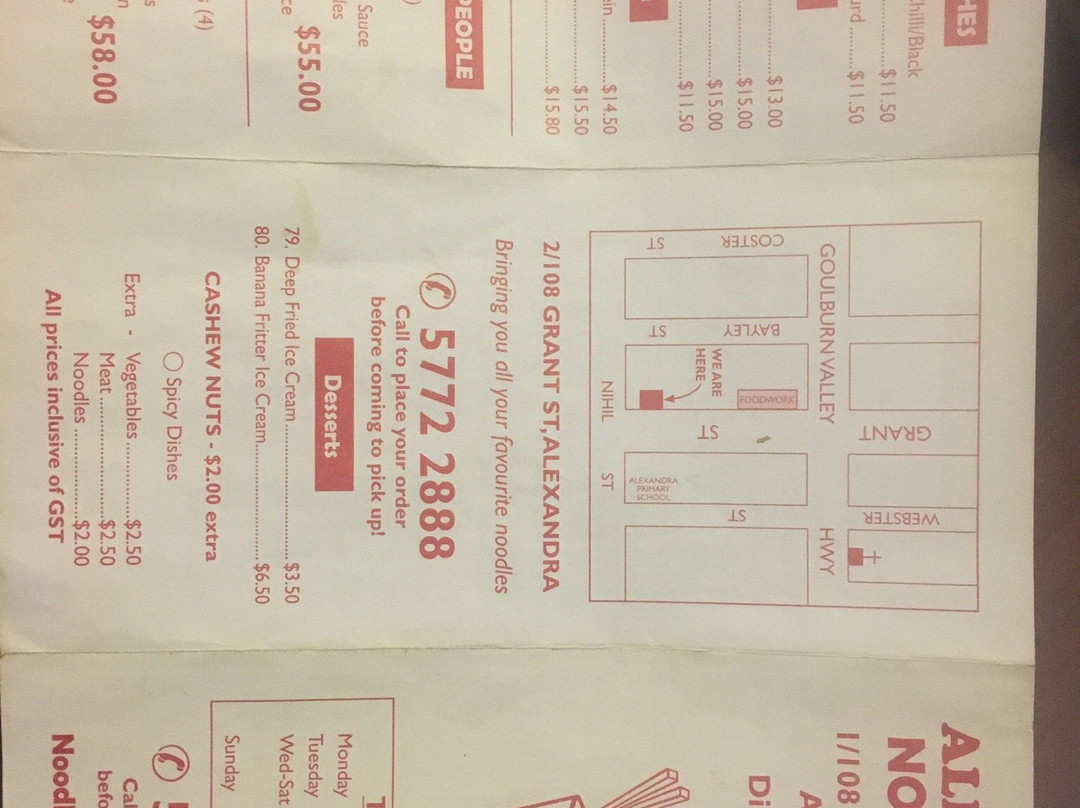 HES
hilli/Black
$11.50
urd ........$11.50
$13.00
$15.00
$15.00
$11.50
ein ..........$14.50
$15.50
$15.80
PEOPLE
)
Sauce
les
$55.00
ce
s (4)
s
$58.00
n
e
WEBSTER ST
GRANT ST
GOULBURN VALLEY HWY
COSTER ST
BAYLEY ST
FOODWORK
WE ARE
HERE
ALEXANDRA
PRIMARY
SCHOOL
NIHIL ST
2/108 GRANT ST, ALEXANDRA
Bringing you all your favourite noodles
5772 2888
Call to place your order
before coming to pick up!
Desserts
79. Deep Fried Ice Cream..........................$3.50
80. Banana Fritter Ice Cream......................$6.50
CASHEW NUTS - $2.00 extra
Spicy Dishes
Extra - Vegetables ..............$2.50
Meat.......................$2.50
Noodles ..................$2.00
All prices inclusive of GST
AL
NO
1/108
A
Di
T
Monday
Tuesday
Wed-Sat
Sunday
5
Cal
befo
Noodl